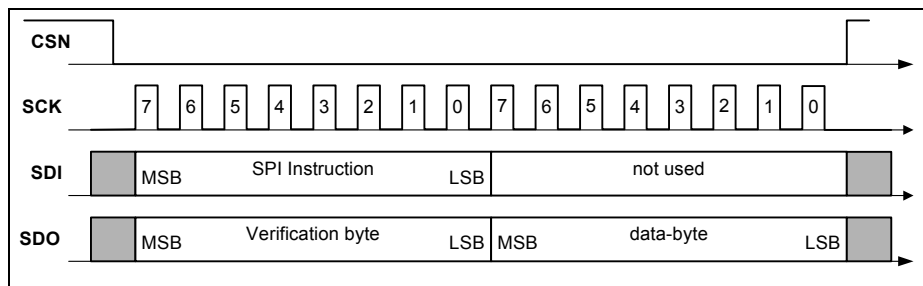 CSN
SCK 7 6 5 4 3 2 1 0 7 6 5 4 3 2 1 0
SDI MSB SPI Instruction LSB not used
SDO MSB Verification byte LSB MSB data-byte LSB